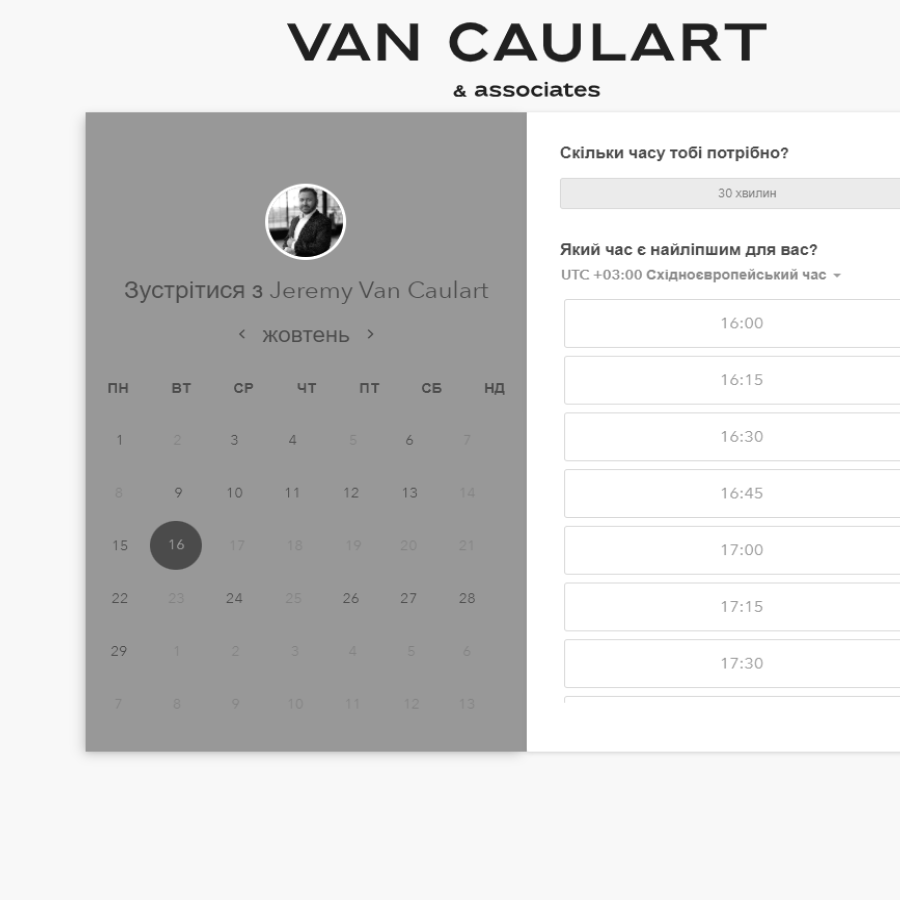 VAN CAULART
& associates
Зустрітися з Jeremy Van Caulart
жовтень
ПН ВТ СР ЧТ ПТ СБ НД
1 2 3 4 5 6 7
8 9 10 11 12 13 14
15 16 17 18 19 20 21
22 23 24 25 26 27 28
29 1 2 3 4 5 6
7 8 9 10 11 12 13
Скільки часу тобі потрібно?
30 хвилин
Який час є найліпшим для вас?
UTC +03:00 Східноєвропейський час
16:00
16:15
16:30
16:45
17:00
17:15
17:30